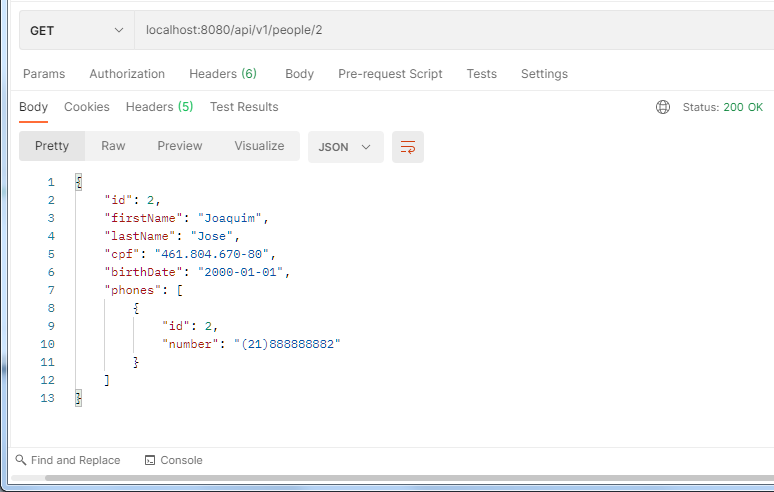 GET localhost:8080/api/v1/people/2
Params Authorization Headers (6) Body Pre-request Script Tests Settings
Body Cookies Headers (5) Test Results Status: 200 OK
Pretty Raw Preview Visualize JSON
1 {
2 "id": 2,
3 "firstName": "Joaquim",
4 "lastName": "Jose",
5 "cpf": "461.804.670-80",
6 "birthDate": "2000-01-01",
7 "phones": [
8 {
9 "id": 2,
10 "number": "(21)888888882"
11 }
12 ]
13 }
Find and Replace Console